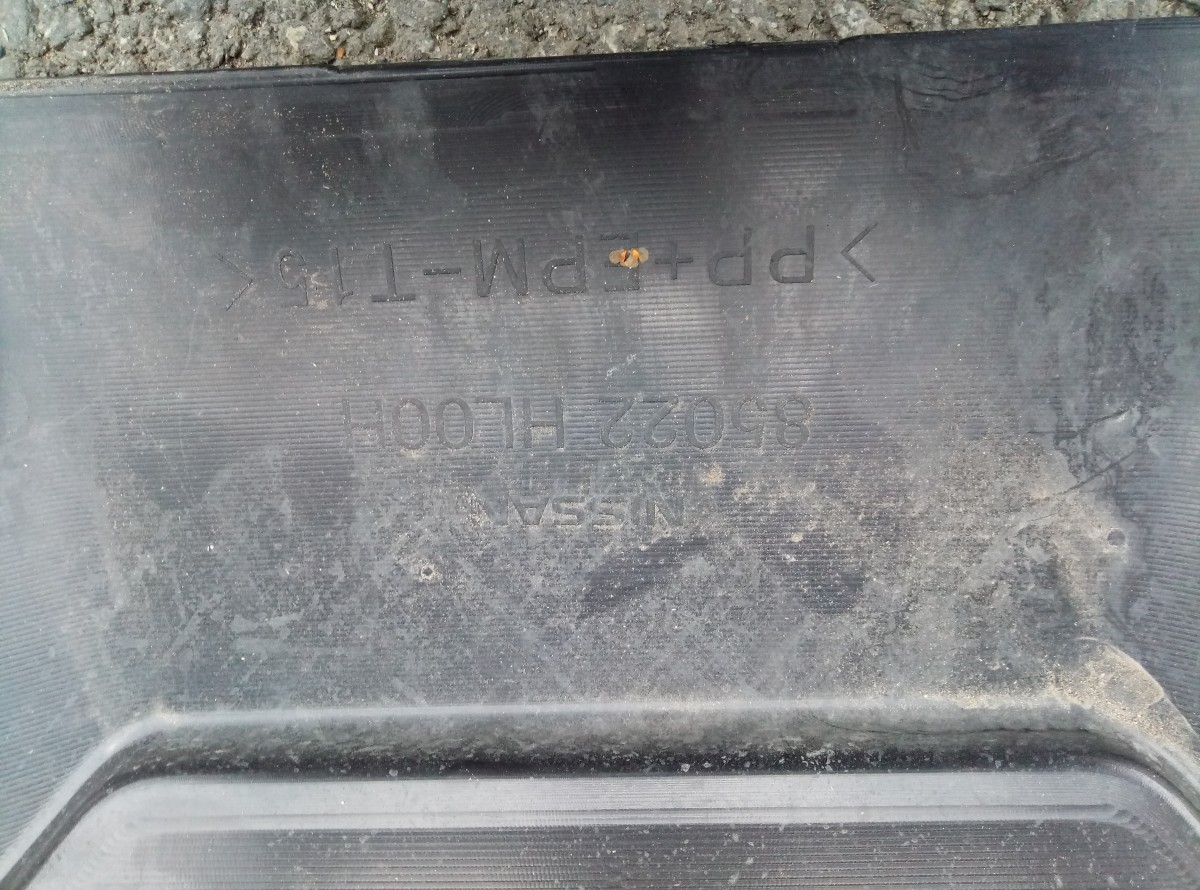 NISSAN
85022 HL00H
>PP+EPM-T15<